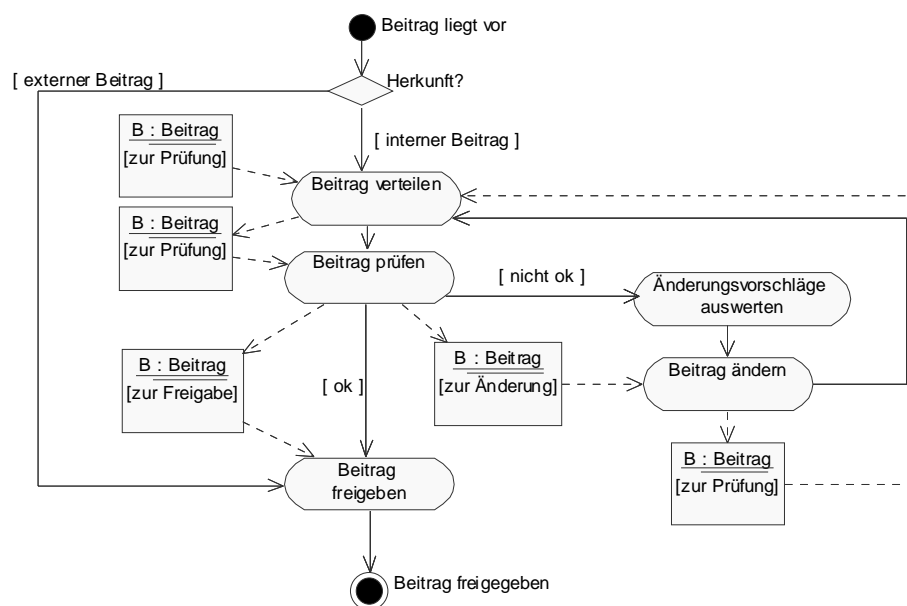 Beitrag liegt vor
[ externer Beitrag ]
Herkunft?
B : Beitrag
[zur Prüfung]
[ interner Beitrag ]
Beitrag verteilen
B : Beitrag
[zur Prüfung]
Beitrag prüfen
[ nicht ok ]
Änderungsvorschläge
auswerten
B : Beitrag
[zur Freigabe]
[ ok ]
B : Beitrag
[zur Änderung]
Beitrag ändern
B : Beitrag
[zur Prüfung]
Beitrag
freigeben
Beitrag freigegeben